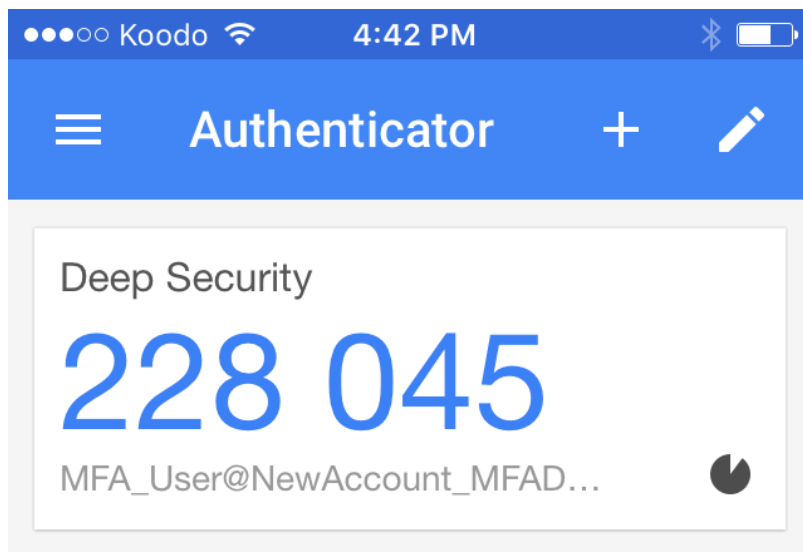 Koodo 4:42 PM
Authenticator
Deep Security
228 045
MFA_User@NewAccount_MFAD...